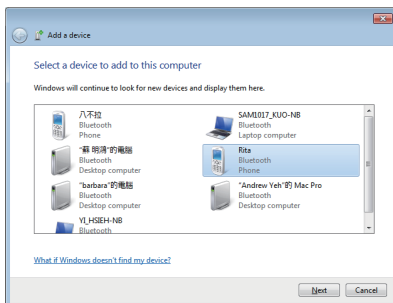 Add a device
Select a device to add to this computer
Windows will continue to look for new devices and display them here.
八不拉
Bluetooth
Phone
SAM1017_KUO-NB
Bluetooth
Laptop computer
"蘇 明鴻"的電腦
Bluetooth
Desktop computer
Rita
Bluetooth
Phone
"barbara"的電腦
Bluetooth
Desktop computer
"Andrew Yeh"的 Mac Pro
Bluetooth
Desktop computer
YI_HSIEH-NB
Bluetooth
What if Windows doesn't find my device?
Next
Cancel